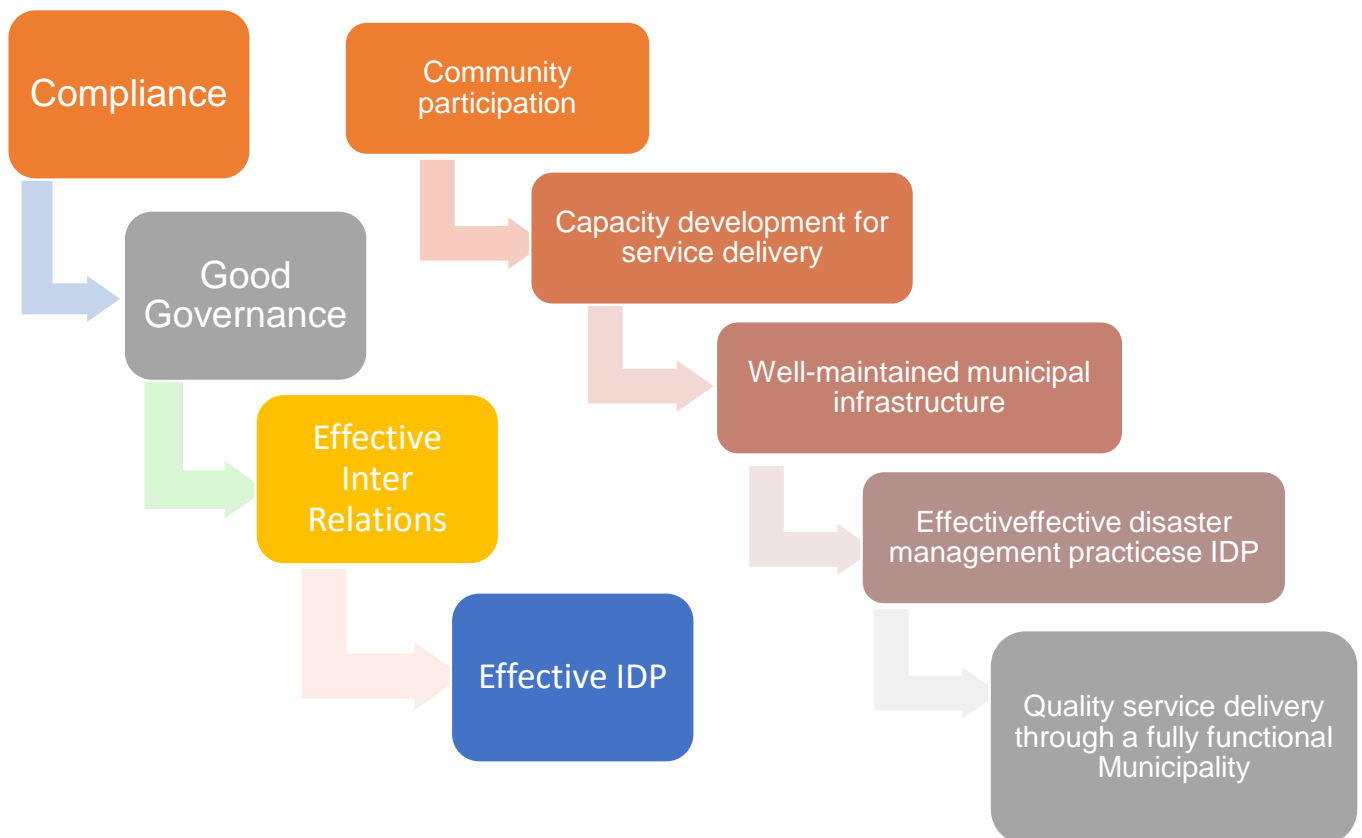 Compliance
Good
Governance
Effective
Inter
Relations
Effective IDP
Community
participation
Capacity development for
service delivery
Well-maintained municipal
infrastructure
Effectiveffective disaster
management practicese IDP
Quality service delivery
through a fully functional
Municipality